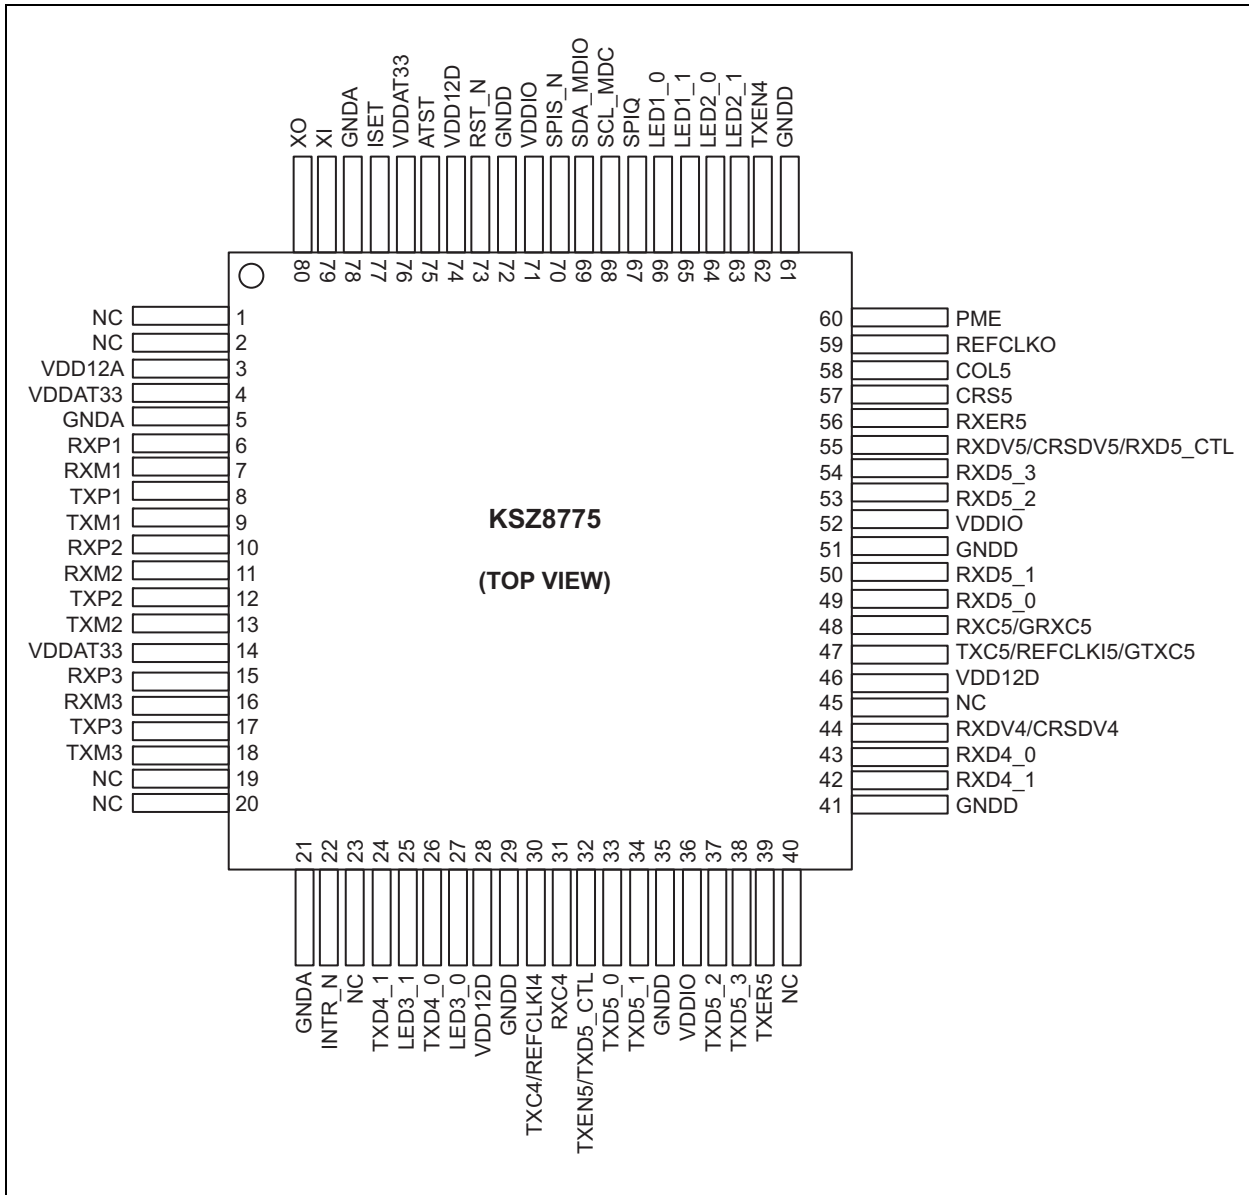 XO
XI
GNDA
ISET
VDDAT33
ATST
VDD12D
RST_N
GNDD
VDDIO
SPIS_N
SDA_MDIO
SCL_MDC
SPIQ
LED1_0
LED1_1
LED2_0
LED2_1
TXEN4
GNDD
80
79
78
77
76
75
74
73
72
71
70
69
68
67
66
65
64
63
62
61
NC 1
NC 2
VDD12A 3
VDDAT33 4
GNDA 5
RXP1 6
RXM1 7
TXP1 8
TXM1 9
RXP2 10
RXM2 11
TXP2 12
TXM2 13
VDDAT33 14
RXP3 15
RXM3 16
TXP3 17
TXM3 18
NC 19
NC 20
KSZ8775
(TOP VIEW)
60 PME
59 REFCLKO
58 COL5
57 CRS5
56 RXER5
55 RXDV5/CRSDV5/RXD5_CTL
54 RXD5_3
53 RXD5_2
52 VDDIO
51 GNDD
50 RXD5_1
49 RXD5_0
48 RXC5/GRXC5
47 TXC5/REFCLKI5/GTXC5
46 VDD12D
45 NC
44 RXDV4/CRSDV4
43 RXD4_0
42 RXD4_1
41 GNDD
21
22
23
24
25
26
27
28
29
30
31
32
33
34
35
36
37
38
39
40
GNDA
INTR_N
NC
TXD4_1
LED3_1
TXD4_0
LED3_0
VDD12D
GNDD
TXC4/REFCLKI4
RXC4
TXEN5/TXD5_CTL
TXD5_0
TXD5_1
GNDD
VDDIO
TXD5_2
TXD5_3
TXER5
NC